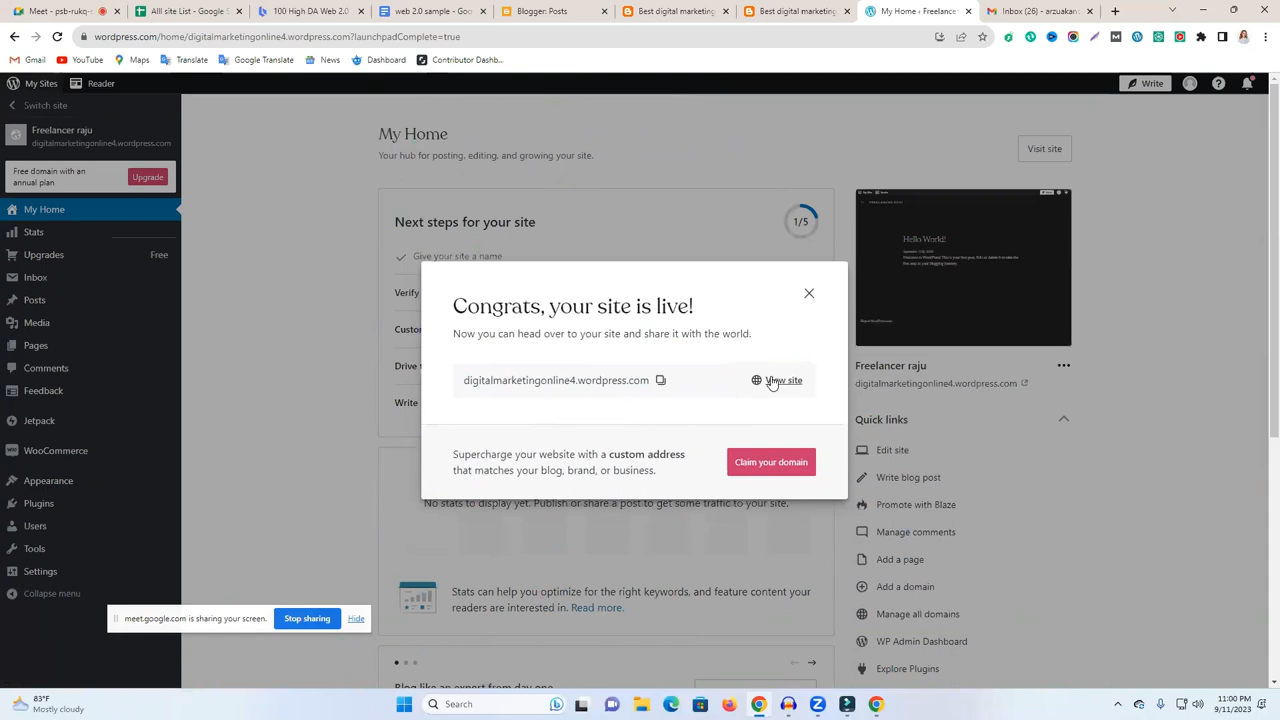 All site list - Google S
100 High DA Web 2.0
web 2.0 sample - Goo
Blogger: Posts
Best digital marketing
Best digital marketing
My Home ‹ Freelancer
Inbox (26) - araumach
wordpress.com/home/digitalmarketingonline4.wordpress.com?launchpadComplete=true
Gmail YouTube Maps Translate Google Translate News Dashboard Contributor Dashb...
My Sites Reader Write
Switch site
Freelancer raju
digitalmarketingonline4.wordpress.com
Free domain with an
annual plan
Upgrade
My Home
Stats
Upgrades Free
Inbox
Posts
Media
Pages
Comments
Feedback
Jetpack
WooCommerce
Appearance
Plugins
Users
Tools
Settings
Collapse menu
My Home
Your hub for posting, editing, and growing your site.
Visit site
Next steps for your site
1/5
Give your site a name
Verify
Custon
Drive t
Write
Congrats, your site is live!
Now you can head over to your site and share it with the world.
digitalmarketingonline4.wordpress.com
View site
Supercharge your website with a custom address
that matches your blog, brand, or business.
Claim your domain
No stats to display yet. Publish or share a post to get some traffic to your site.
Stats can help you optimize for the right keywords, and feature content your
readers are interested in. Read more.
Blog like an expert from day one
Hello World!
Freelancer raju
digitalmarketingonline4.wordpress.com
Quick links
Edit site
Write blog post
Promote with Blaze
Manage comments
Add a page
Add a domain
Manage all domains
WP Admin Dashboard
Explore Plugins
meet.google.com is sharing your screen.
Stop sharing
Hide
83°F
Mostly cloudy
Search
11:00 PM
9/11/2023